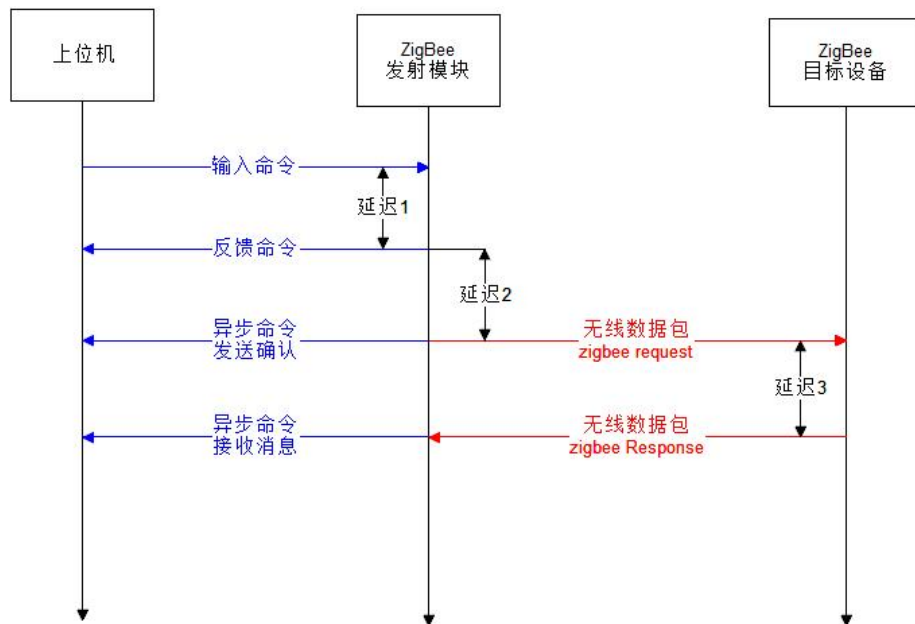 上位机
ZigBee
发射模块
ZigBee
目标设备
输入命令
延迟1
反馈命令
延迟2
异步命令
发送确认
无线数据包
zigbee request
延迟3
异步命令
接收消息
无线数据包
zigbee Response